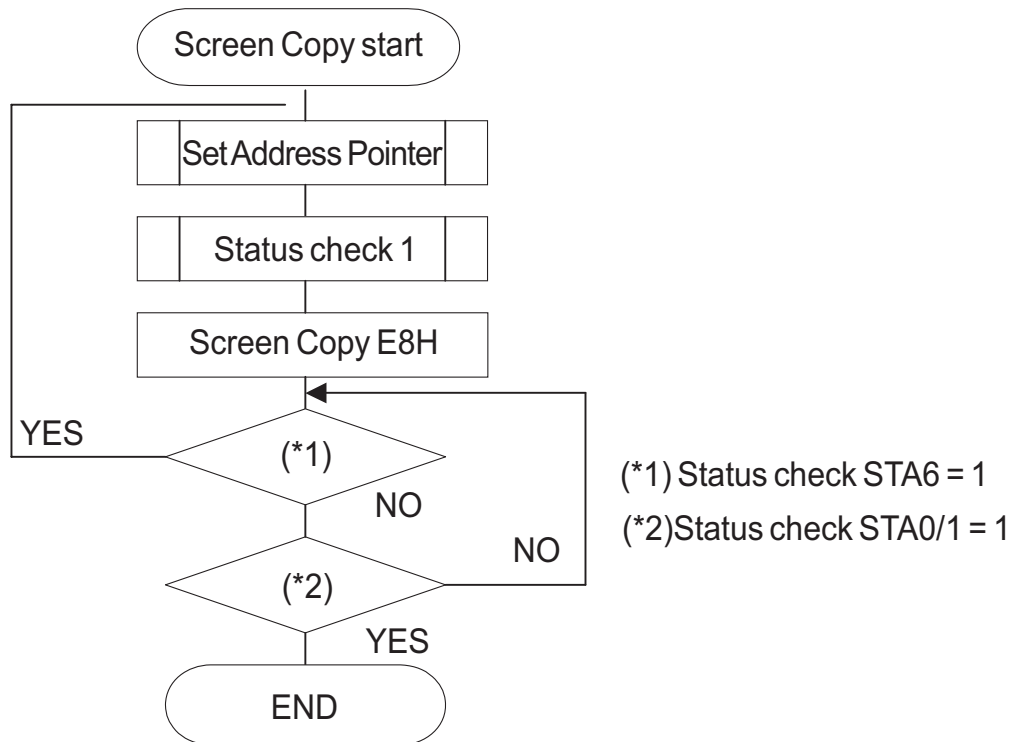 Screen Copy start
Set Address Pointer
Status check 1
Screen Copy E8H
YES
(*1)
NO
(*1) Status check STA6 = 1
(*2)Status check STA0/1 = 1
NO
(*2)
YES
END